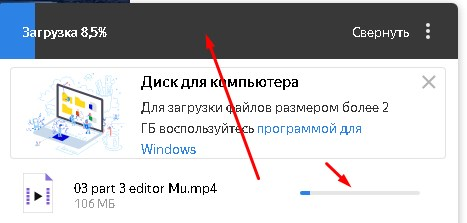 Загрузка 8,5%
Свернуть
Диск для компьютера
Для загрузки файлов размером более 2
ГБ воспользуйтесь программой для
Windows
03 part 3 editor Mu.mp4
106 МБ